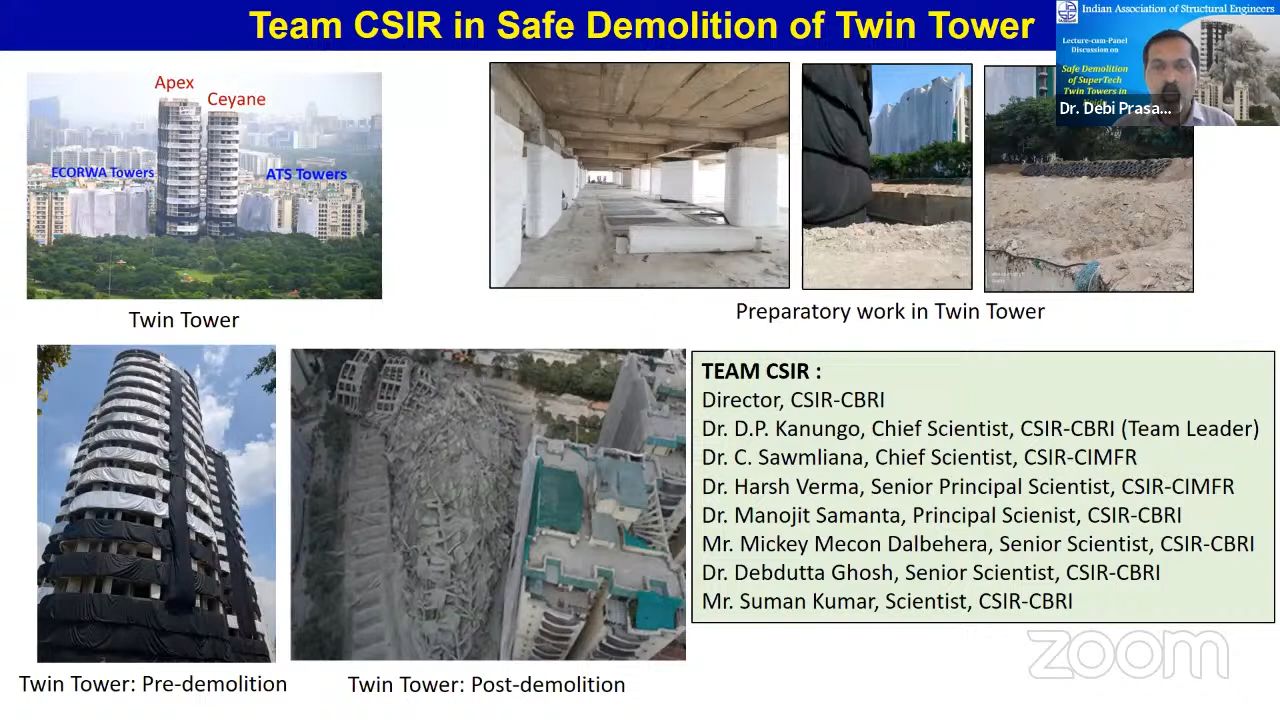 Team CSIR in Safe Demolition of Twin Tower
Indian Association of Structural Engineers
Lecture-cum-Panel
Discussion on
Safe Demolition
of SuperTech
Twin Towers in
Dr. Debi Prasa...
Apex
Ceyane
ECORWA Towers
ATS Towers
Twin Tower
Preparatory work in Twin Tower
TEAM CSIR :
Director, CSIR-CBRI
Dr. D.P. Kanungo, Chief Scientist, CSIR-CBRI (Team Leader)
Dr. C. Sawmliana, Chief Scientist, CSIR-CIMFR
Dr. Harsh Verma, Senior Principal Scientist, CSIR-CIMFR
Dr. Manojit Samanta, Principal Scienist, CSIR-CBRI
Mr. Mickey Mecon Dalbehera, Senior Scientist, CSIR-CBRI
Dr. Debdutta Ghosh, Senior Scientist, CSIR-CBRI
Mr. Suman Kumar, Scientist, CSIR-CBRI
zoom
Twin Tower: Pre-demolition
Twin Tower: Post-demolition